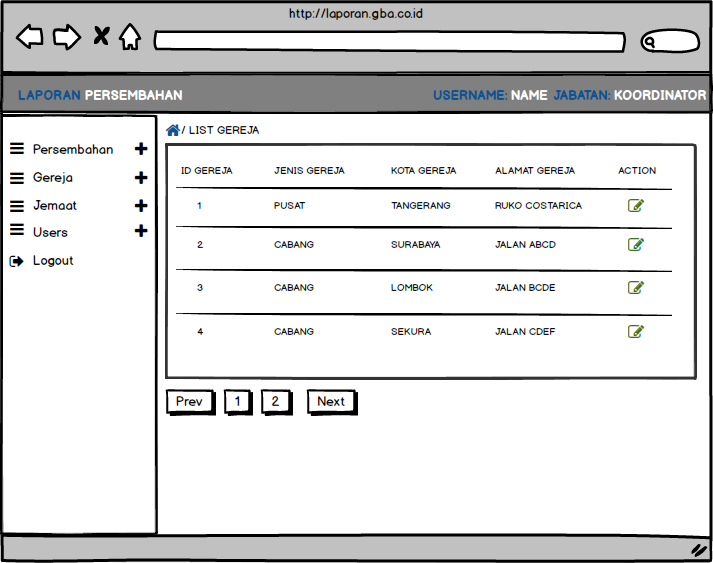 http://laporan.gba.co.id
LAPORAN PERSEMBAHAN USERNAME: NAME JABATAN: KOORDINATOR
/ LIST GEREJA
Persembahan
Gereja
Jemaat
Users
Logout
ID GEREJA JENIS GEREJA KOTA GEREJA ALAMAT GEREJA ACTION
1 PUSAT TANGERANG RUKO COSTARICA
2 CABANG SURABAYA JALAN ABCD
3 CABANG LOMBOK JALAN BCDE
4 CABANG SEKURA JALAN CDEF
Prev 1 2 Next